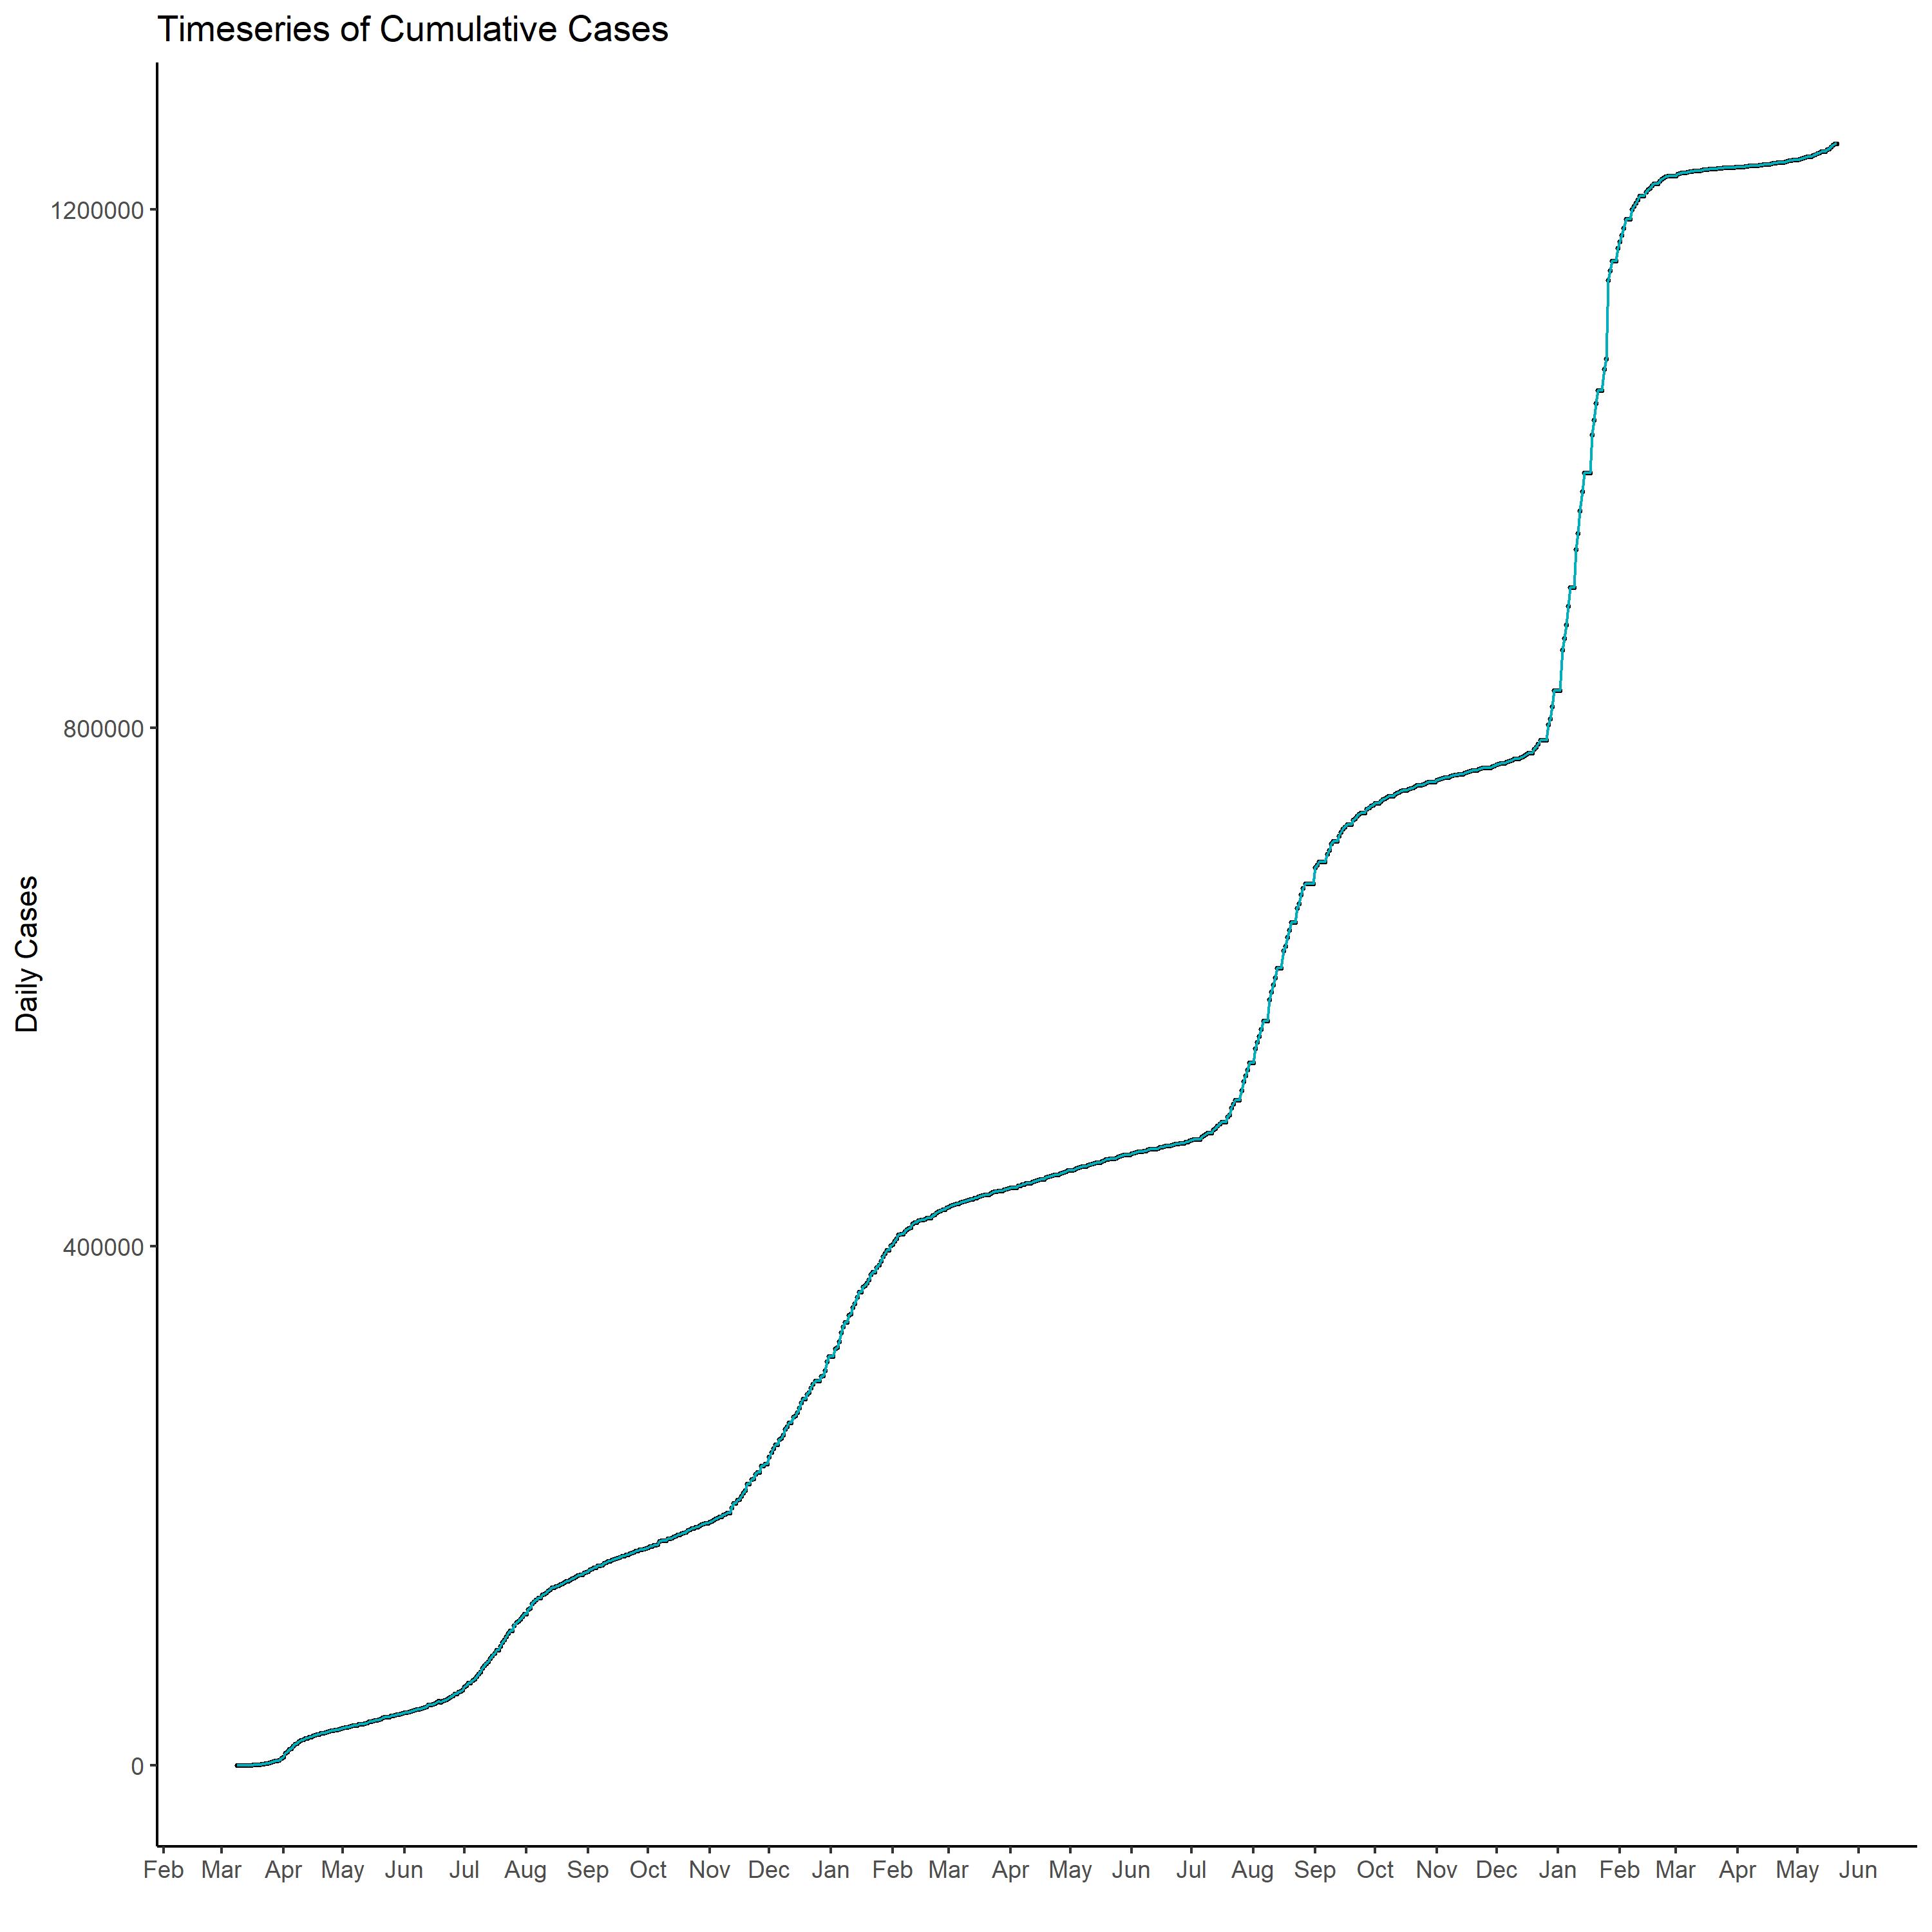 Timeseries of Cumulative Cases
Daily Cases
1200000
800000
400000
0
Feb Mar Apr May Jun Jul Aug Sep Oct Nov Dec Jan Feb Mar Apr May Jun Jul Aug Sep Oct Nov Dec Jan Feb Mar Apr May Jun